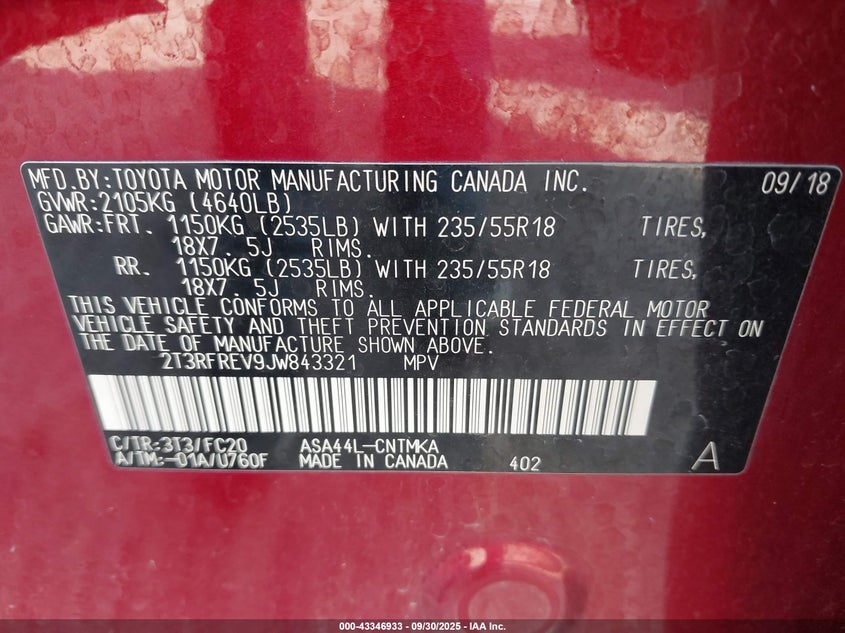 MFD.BY:TOYOTA MOTOR MANUFACTURING CANADA INC. 09/18
GVWR:2105KG (4640LB)
GAWR:FRT. 1150KG (2535LB) WITH 235/55R18 TIRES,
18X7. 5J RIMS.
RR. 1150KG (2535LB) WITH 235/55R18 TIRES,
18X7. 5J RIMS.
THIS VEHICLE CONFORMS TO ALL APPLICABLE FEDERAL MOTOR
VEHICLE SAFETY AND THEFT PREVENTION STANDARDS IN EFFECT ON
THE DATE OF MANUFACTURE SHOWN ABOVE.
2T3RFREV9JW843321 MPV
C/TR:3T3/FC20 ASA44L-CNTMKA
A/TM:-01A/U760F MADE IN CANADA 402 A
000-43346933 - 09/30/2025 - IAA Inc.